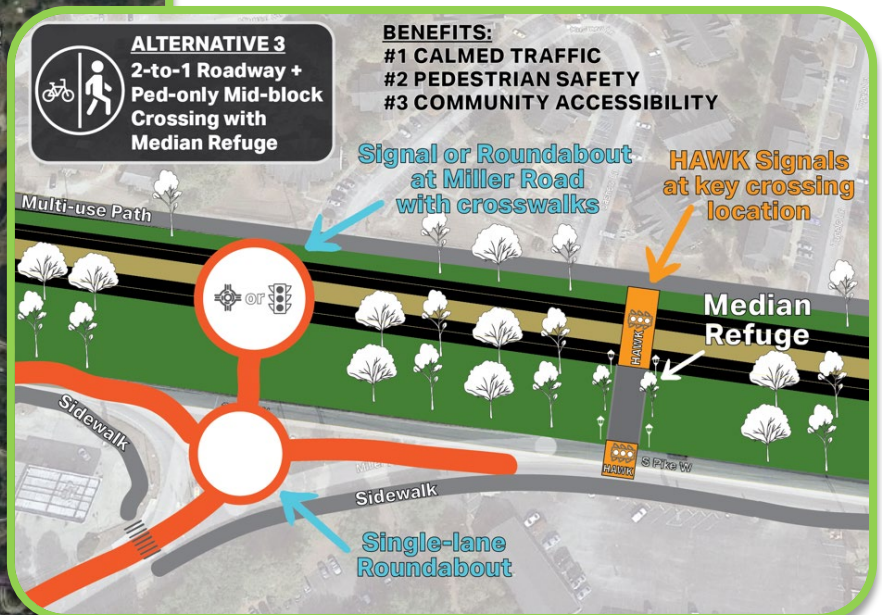 ALTERNATIVE 3
2-to-1 Roadway +
Ped-only Mid-block
Crossing with
Median Refuge
BENEFITS:
#1 CALMED TRAFFIC
#2 PEDESTRIAN SAFETY
#3 COMMUNITY ACCESSIBILITY
Signal or Roundabout
at Miller Road
with crosswalks
HAWK Signals
at key crossing
location
Multi-use Path
or
HAWK
Median
Refuge
Sidewalk
HAWK
S Pike W
Sidewalk
Single-lane
Roundabout